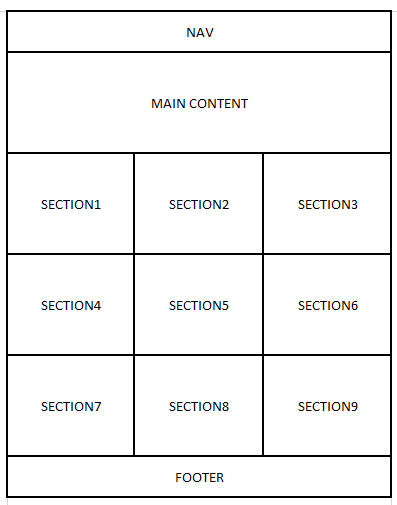 NAV
MAIN CONTENT
SECTION1
SECTION2
SECTION3
SECTION4
SECTION5
SECTION6
SECTION7
SECTION8
SECTION9
FOOTER